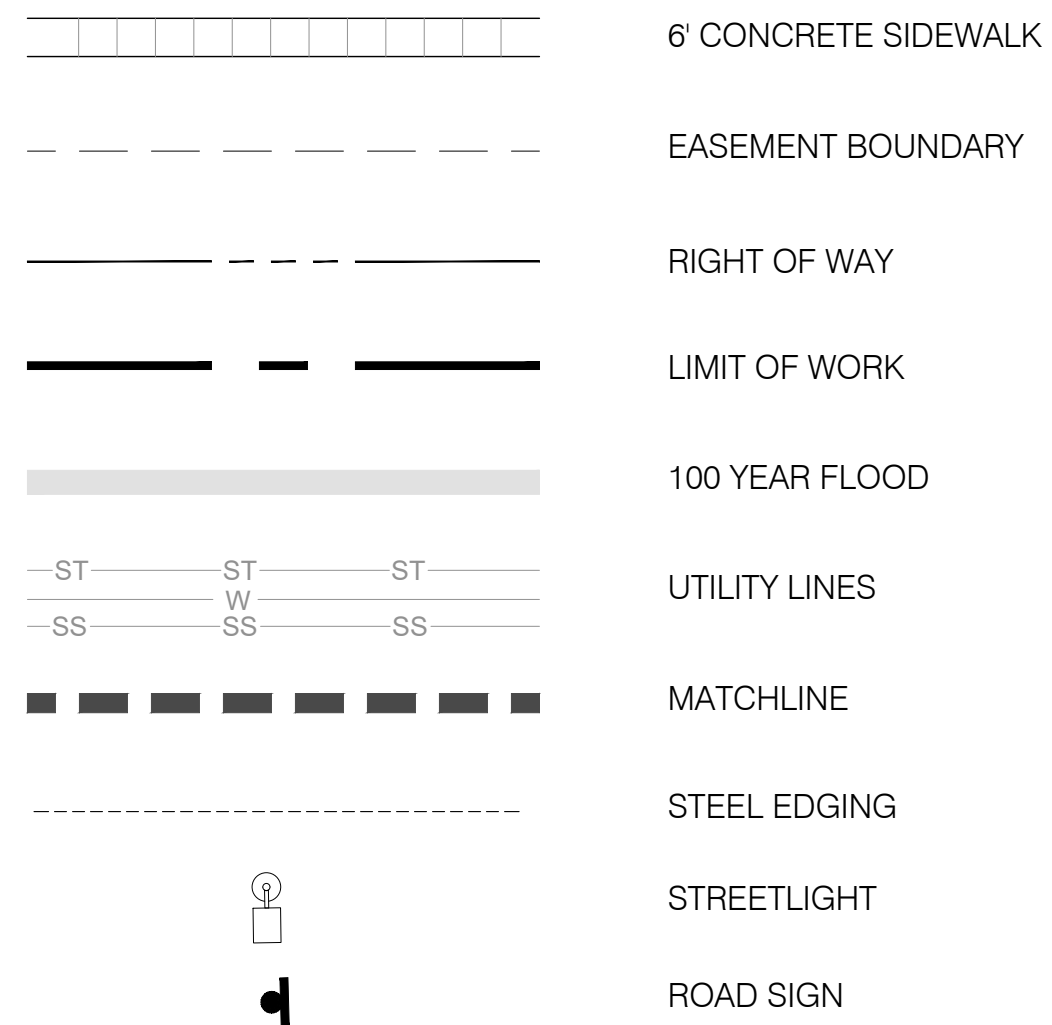 6' CONCRETE SIDEWALK
EASEMENT BOUNDARY
RIGHT OF WAY
LIMIT OF WORK
100 YEAR FLOOD
ST ST ST
W
SS SS SS
UTILITY LINES
MATCHLINE
STEEL EDGING
STREETLIGHT
ROAD SIGN